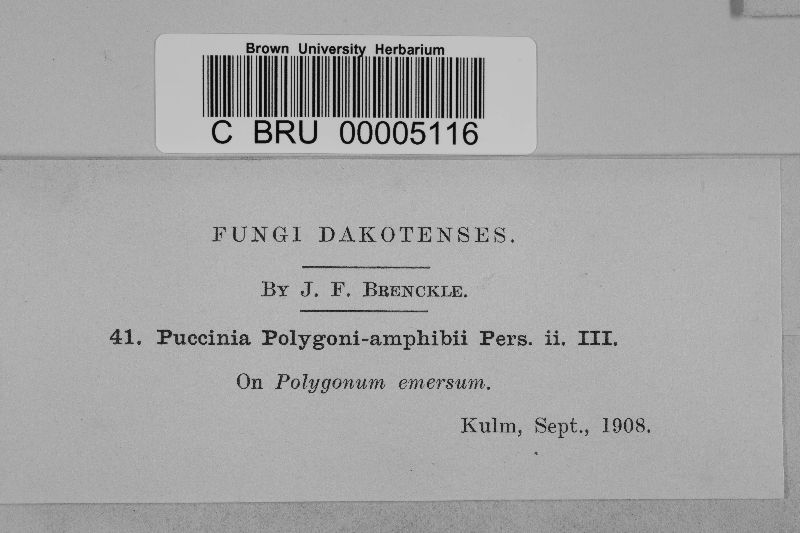 Brown University Herbarium
C BRU 00005116
FUNGI DAKOTENSES.
By J. F. Brenckle.
41. Puccinia Polygoni-amphibii Pers. ii. III.
On Polygonum emersum.
Kulm, Sept., 1908.